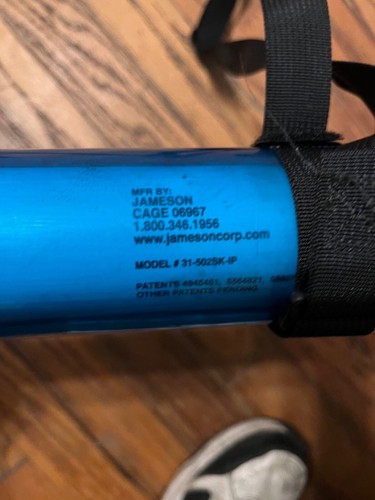 MFR BY:
JAMESON
CAGE 06967
1.800.346.1956
www.jamesoncorp.com
MODEL # 31-502SK-IP
PATENTS
OTHER PATENTS PENDING